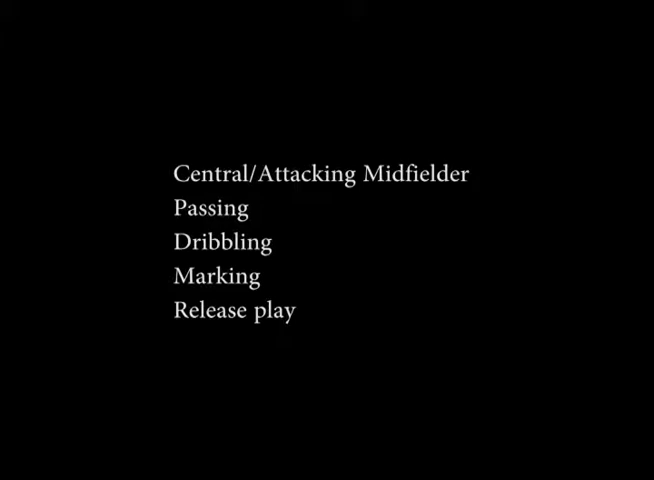 Central/Attacking Midfielder
Passing
Dribbling
Marking
Release play